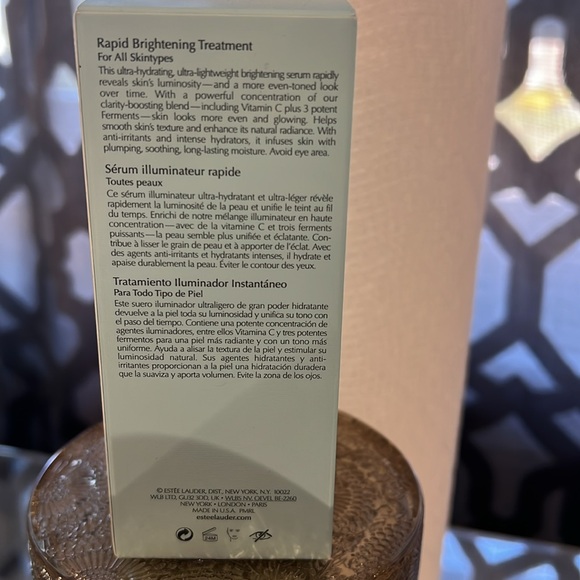 Rapid Brightening Treatment
For All Skintypes
This ultra-hydrating, ultra-lightweight brightening serum rapidly
reveals skin's luminosity—and a more even-toned look
over time. With a powerful concentration of our
clarity-boosting blend—including Vitamin C plus 3 potent
Ferments—skin looks more even and glowing. Helps
smooth skin's texture and enhance its natural radiance. With
anti-irritants and intense hydrators, it infuses skin with
plumping, soothing, long-lasting moisture. Avoid eye area.
Sérum illuminateur rapide
Toutes peaux
Ce sérum illuminateur ultra-hydratant et ultra-léger révèle
rapidement la luminosité de la peau et unifie le teint au fil
du temps. Enrichi de notre mélange illuminateur en haute
concentration—avec de la vitamine C et trois ferments
puissants—la peau semble plus unifiée et éclatante. Con-
tribue à lisser le grain de peau et à apporter de l'éclat. Avec
des agents anti-irritants et hydratants intenses, il hydrate et
apaise durablement la peau. Éviter le contour des yeux.
Tratamiento Iluminador Instantáneo
Para Todo Tipo de Piel
Este suero iluminador ultraligero de gran poder hidratante
devuelve a la piel toda su luminosidad y unifica su tono con
el paso del tiempo. Contiene una potente concentración de
agentes iluminadores, entre ellos Vitamina C y tres potentes
fermentos para una piel más radiante y con un tono más
uniforme. Ayuda a alisar la textura de la piel y estimular su
luminosidad natural. Sus agentes hidratantes y anti-
irritantes proporcionan a la piel una hidratación duradera
que la suaviza y aporta volumen. Evite la zona de los ojos.
© ESTÉE LAUDER, DIST., NEW YORK, N.Y. 10022
WUJI LTD, GU32 3DD, UK • WUJI5 NV, OEVEL BE-2260
NEW YORK • LONDON • PARIS
MADE IN U.S.A. PMRL
esteelauder.com